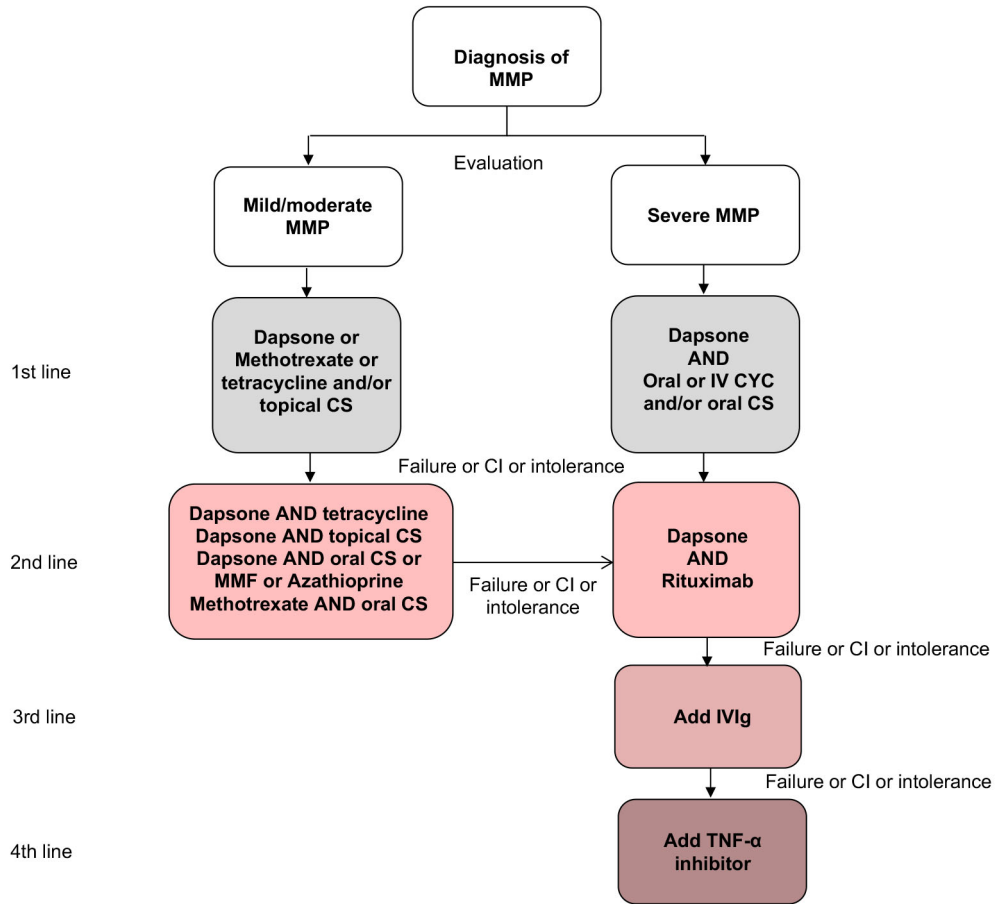 Diagnosis of
MMP
Evaluation
Mild/moderate
MMP
Severe MMP
1st line
Dapsone or
Methotrexate or
tetracycline and/or
topical CS
Dapsone
AND
Oral or IV CYC
and/or oral CS
Failure or CI or intolerance
2nd line
Dapsone AND tetracycline
Dapsone AND topical CS
Dapsone AND oral CS or
MMF or Azathioprine
Methotrexate AND oral CS
Failure or CI or
intolerance
Dapsone
AND
Rituximab
Failure or CI or intolerance
3rd line
Add IVIg
Failure or CI or intolerance
4th line
Add TNF-α
inhibitor